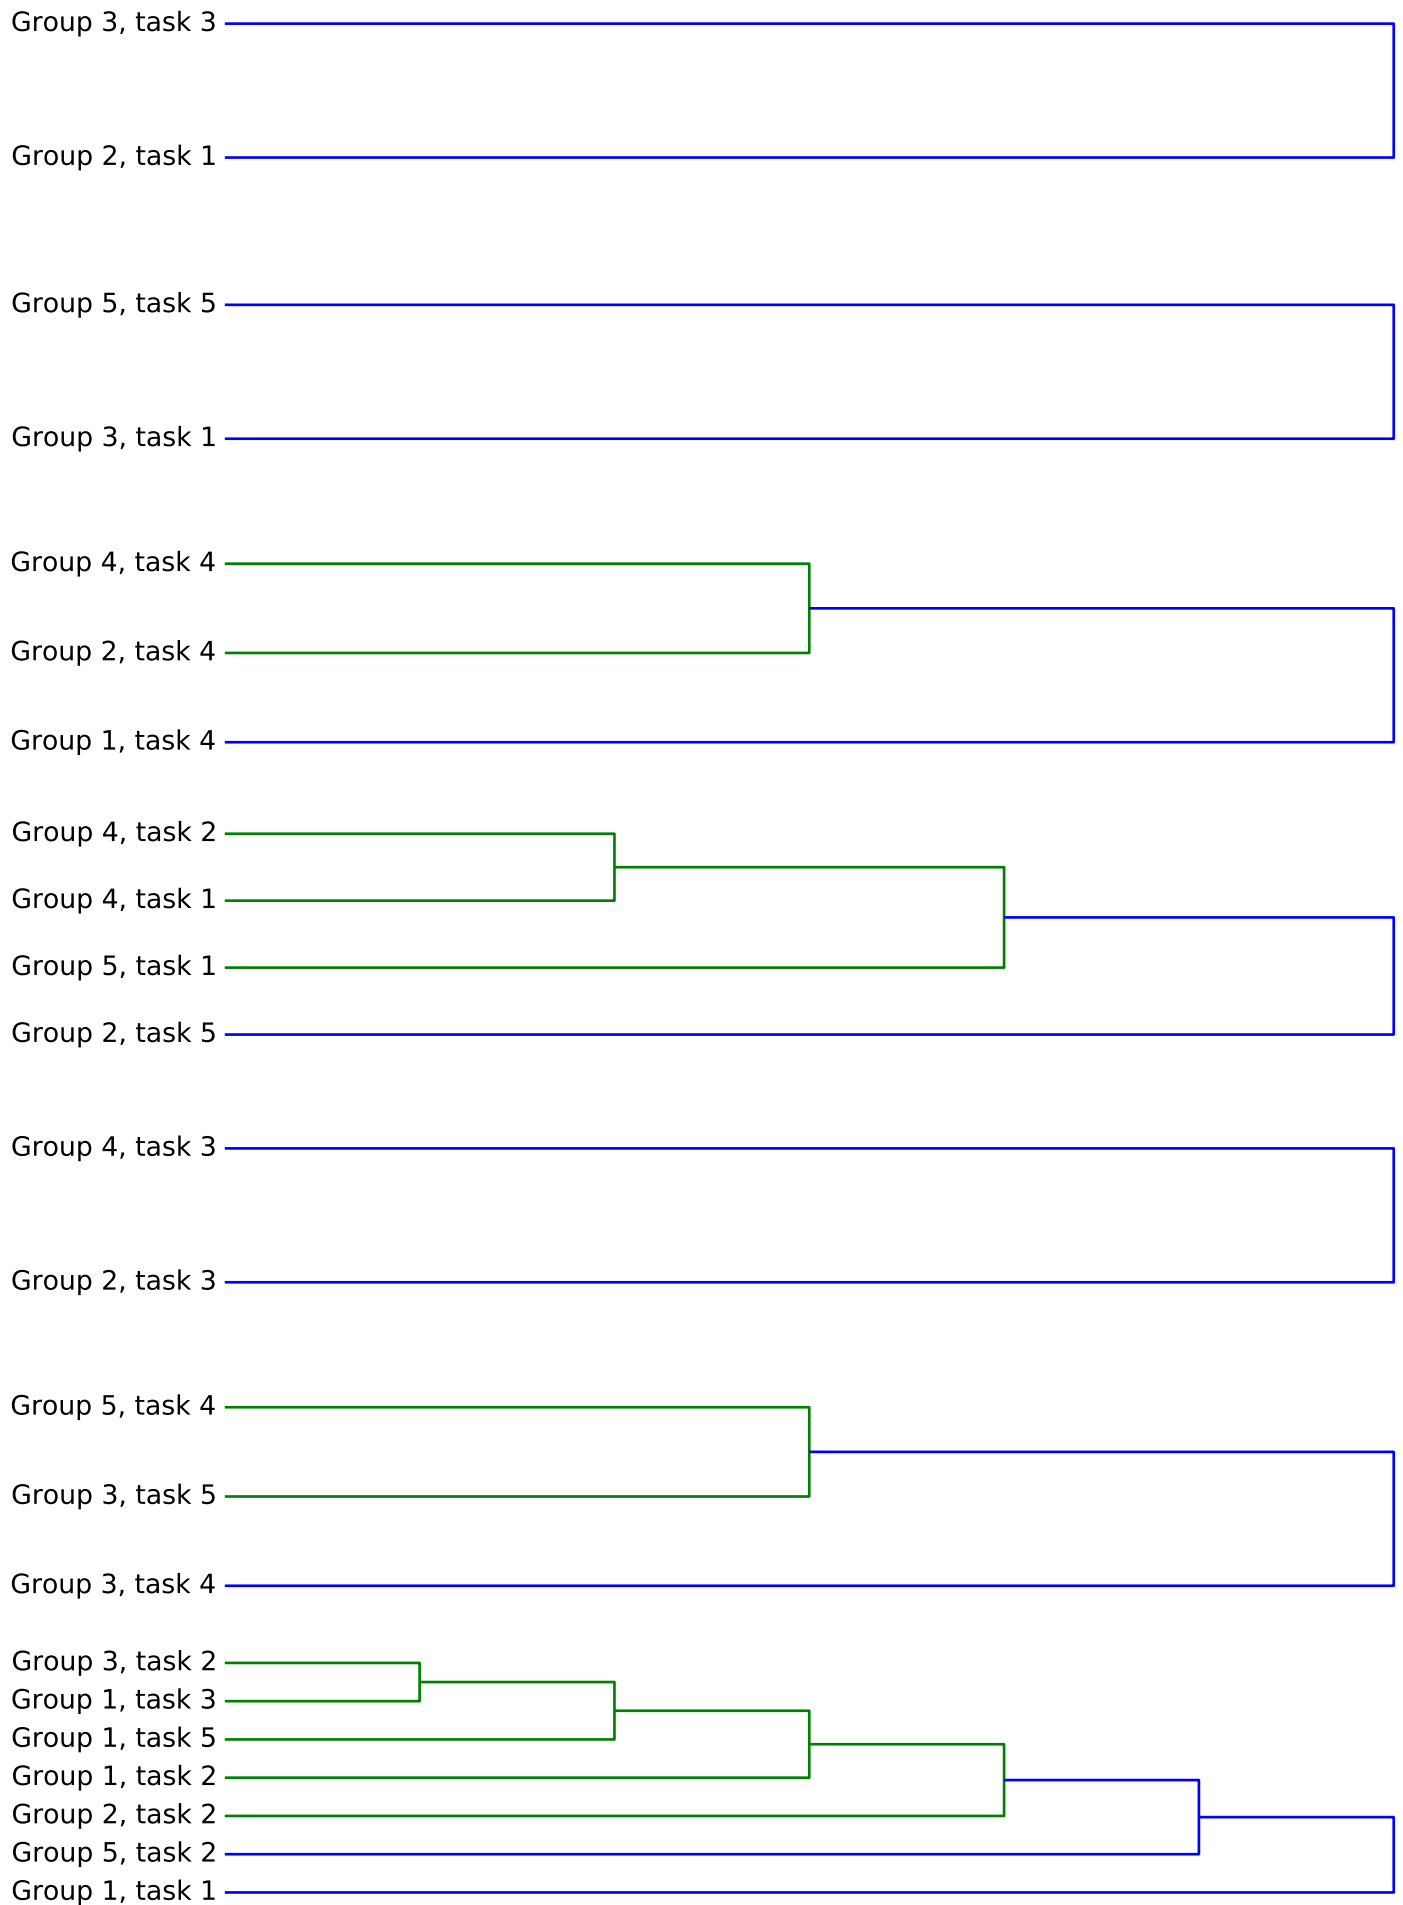 Group 3, task 3
Group 2, task 1
Group 5, task 5
Group 3, task 1
Group 4, task 4
Group 2, task 4
Group 1, task 4
Group 4, task 2
Group 4, task 1
Group 5, task 1
Group 2, task 5
Group 4, task 3
Group 2, task 3
Group 5, task 4
Group 3, task 5
Group 3, task 4
Group 3, task 2
Group 1, task 3
Group 1, task 5
Group 1, task 2
Group 2, task 2
Group 5, task 2
Group 1, task 1